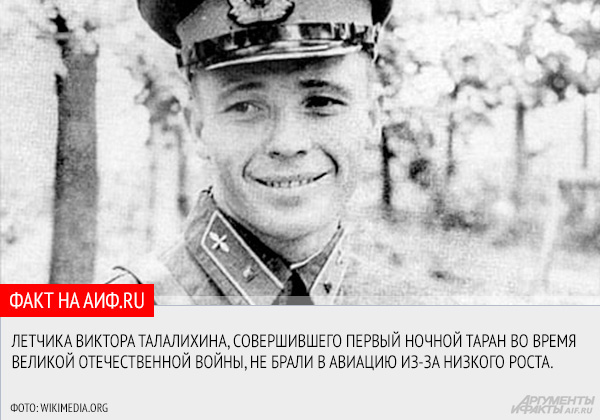 ФАКТ НА АИФ.RU
ЛЕТЧИКА ВИКТОРА ТАЛАЛИХИНА, СОВЕРШИВШЕГО ПЕРВЫЙ НОЧНОЙ ТАРАН ВО ВРЕМЯ
ВЕЛИКОЙ ОТЕЧЕСТВЕННОЙ ВОЙНЫ, НЕ БРАЛИ В АВИАЦИЮ ИЗ-ЗА НИЗКОГО РОСТА.
ФОТО: WIKIMEDIA.ORG
АРГУМЕНТЫ
И ФАКТЫ AIF.RU